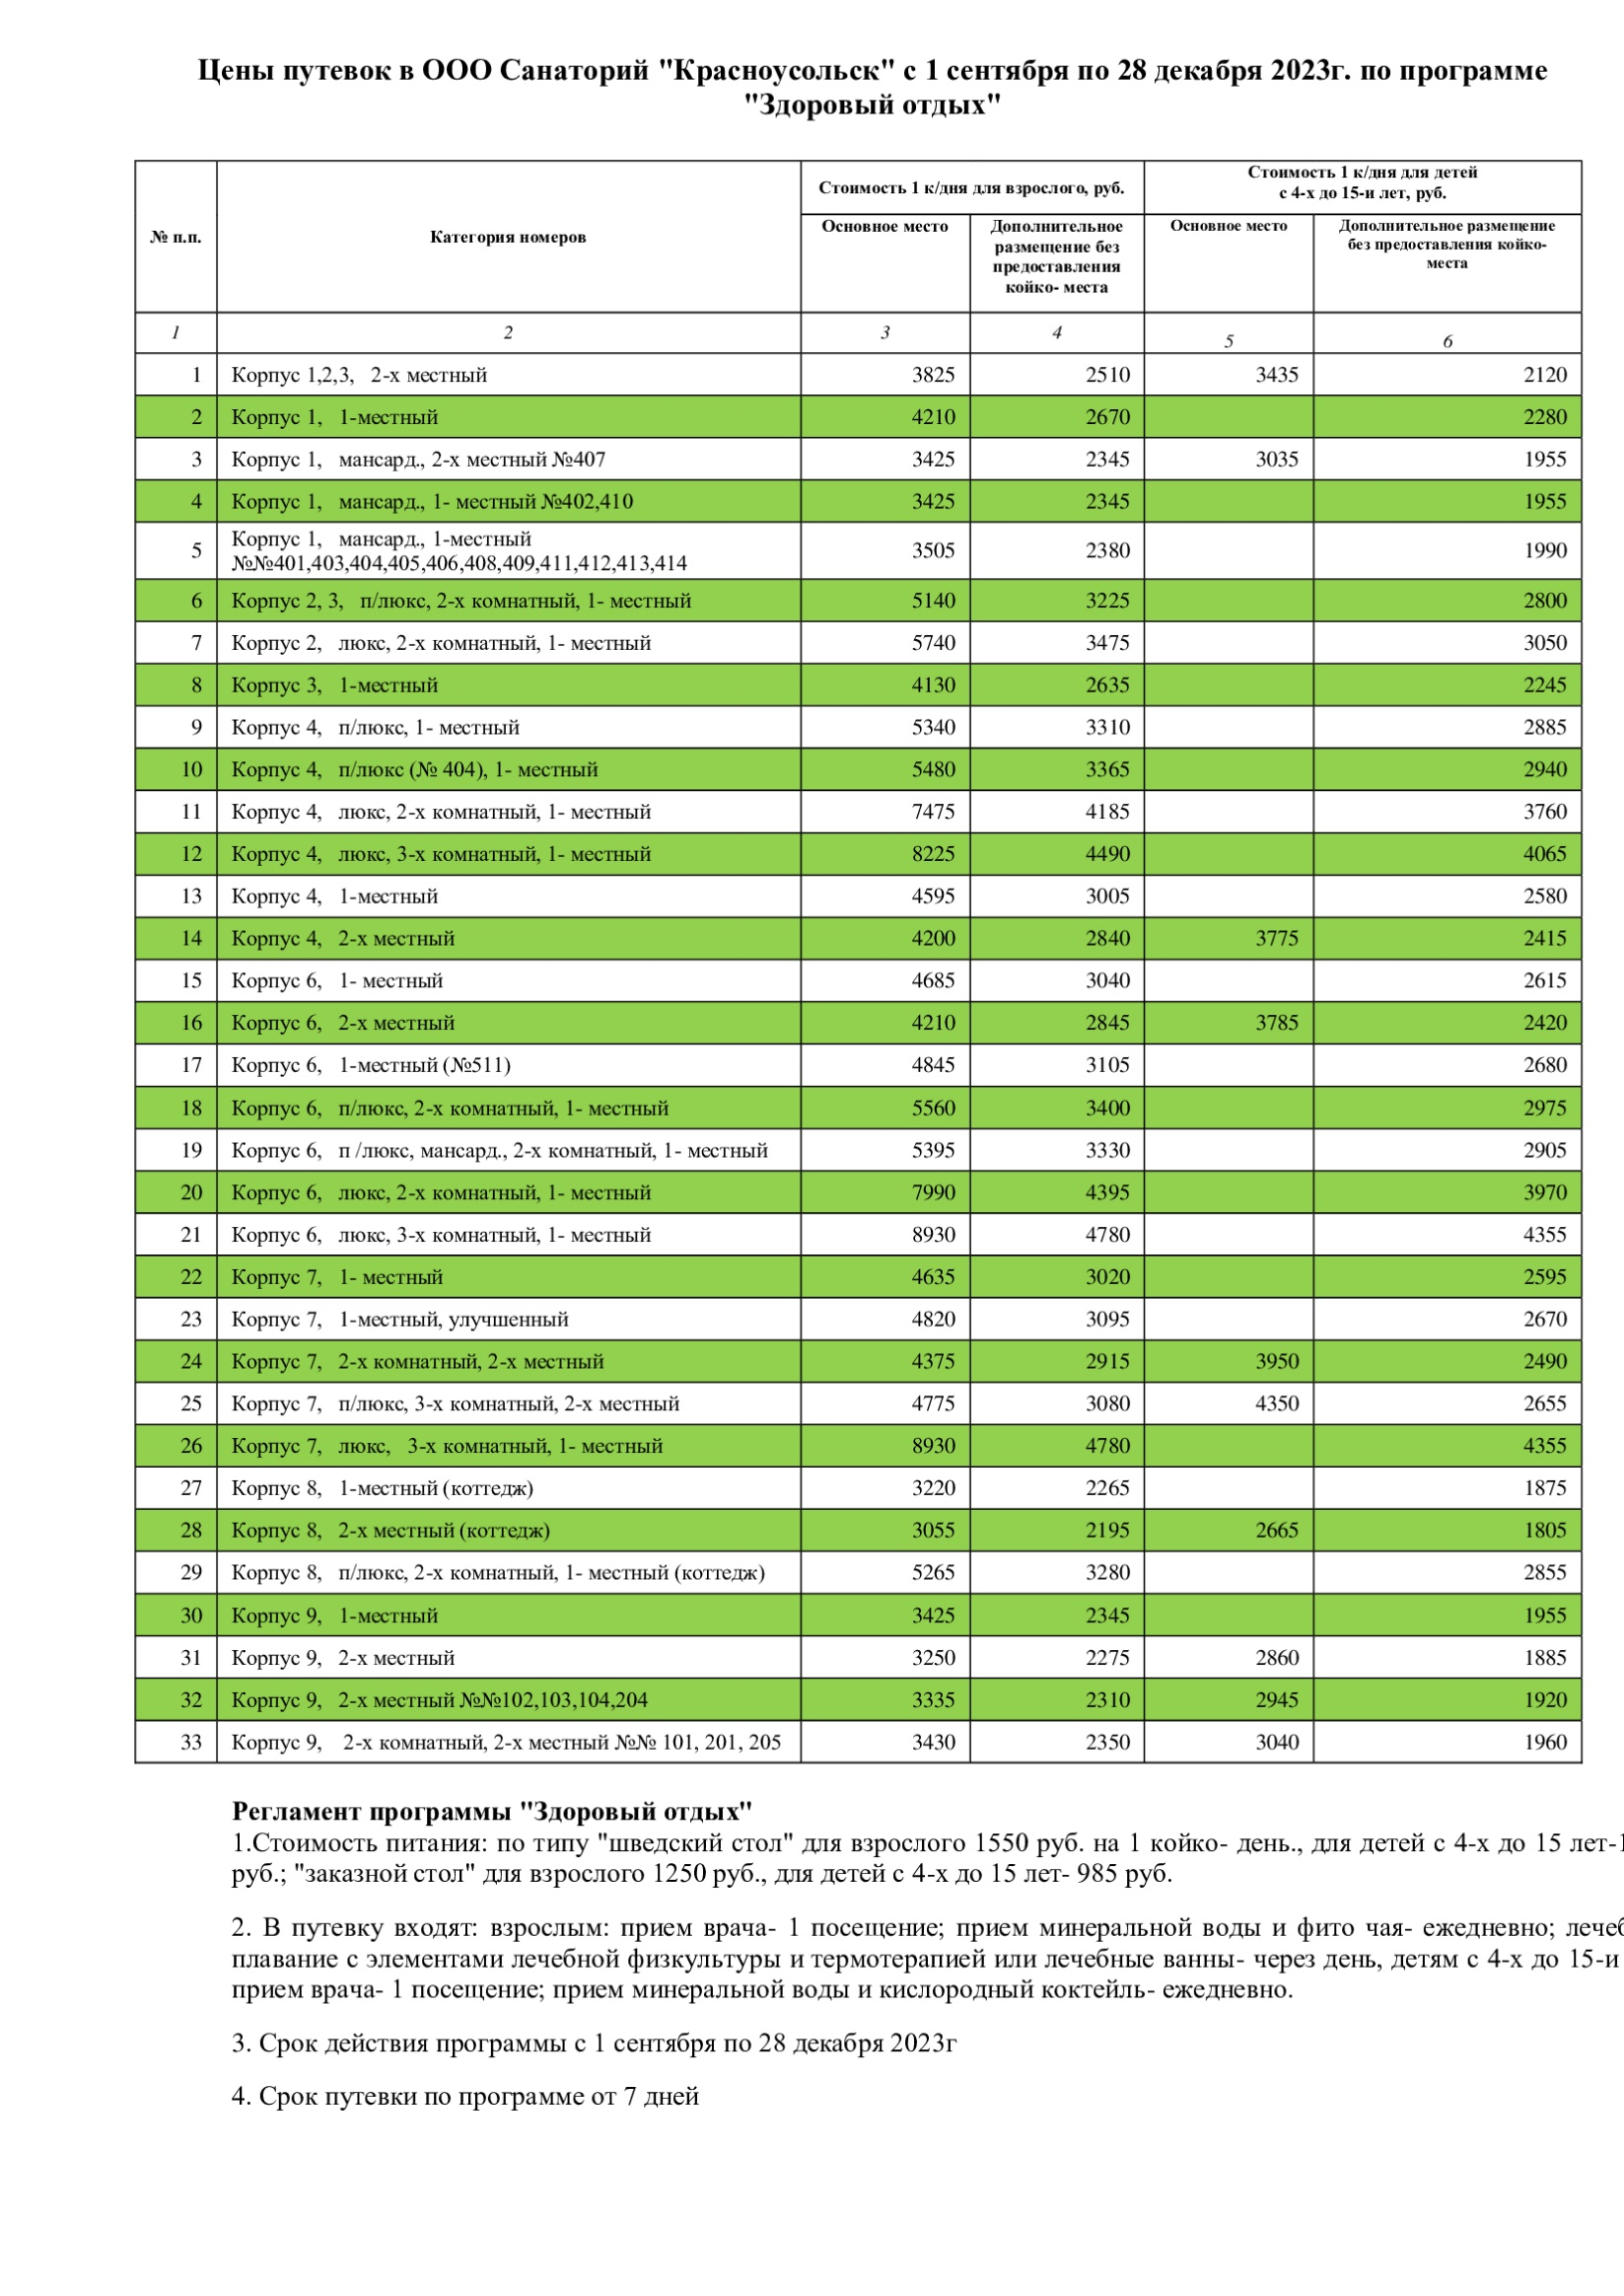 Цены путевок в ООО Санаторий "Красноусольск" с 1 сентября по 28 декабря 2023г. по программе
"Здоровый отдых"
№ п.п. Категория номеров Стоимость 1 к/дня для взрослого, руб. Стоимость 1 к/дня для детей
с 4-х до 15-и лет, руб.
Основное место Дополнительное размещение без предоставления койко- места Основное место Дополнительное размещение без предоставления койко- места
1 2 3 4 5 6
1 Корпус 1,2,3, 2-х местный 3825 2510 3435 2120
2 Корпус 1, 1-местный 4210 2670 2280
3 Корпус 1, мансард., 2-х местный №407 3425 2345 3035 1955
4 Корпус 1, мансард., 1- местный №402,410 3425 2345 1955
5 Корпус 1, мансард., 1-местный
№№401,403,404,405,406,408,409,411,412,413,414 3505 2380 1990
6 Корпус 2, 3, п/люкс, 2-х комнатный, 1- местный 5140 3225 2800
7 Корпус 2, люкс, 2-х комнатный, 1- местный 5740 3475 3050
8 Корпус 3, 1-местный 4130 2635 2245
9 Корпус 4, п/люкс, 1- местный 5340 3310 2885
10 Корпус 4, п/люкс (№ 404), 1- местный 5480 3365 2940
11 Корпус 4, люкс, 2-х комнатный, 1- местный 7475 4185 3760
12 Корпус 4, люкс, 3-х комнатный, 1- местный 8225 4490 4065
13 Корпус 4, 1-местный 4595 3005 2580
14 Корпус 4, 2-х местный 4200 2840 3775 2415
15 Корпус 6, 1- местный 4685 3040 2615
16 Корпус 6, 2-х местный 4210 2845 3785 2420
17 Корпус 6, 1-местный (№511) 4845 3105 2680
18 Корпус 6, п/люкс, 2-х комнатный, 1- местный 5560 3400 2975
19 Корпус 6, п /люкс, мансард., 2-х комнатный, 1- местный 5395 3330 2905
20 Корпус 6, люкс, 2-х комнатный, 1- местный 7990 4395 3970
21 Корпус 6, люкс, 3-х комнатный, 1- местный 8930 4780 4355
22 Корпус 7, 1- местный 4635 3020 2595
23 Корпус 7, 1-местный, улучшенный 4820 3095 2670
24 Корпус 7, 2-х комнатный, 2-х местный 4375 2915 3950 2490
25 Корпус 7, п/люкс, 3-х комнатный, 2-х местный 4775 3080 4350 2655
26 Корпус 7, люкс, 3-х комнатный, 1- местный 8930 4780 4355
27 Корпус 8, 1-местный (коттедж) 3220 2265 1875
28 Корпус 8, 2-х местный (коттедж) 3055 2195 2665 1805
29 Корпус 8, п/люкс, 2-х комнатный, 1- местный (коттедж) 5265 3280 2855
30 Корпус 9, 1-местный 3425 2345 1955
31 Корпус 9, 2-х местный 3250 2275 2860 1885
32 Корпус 9, 2-х местный №№102,103,104,204 3335 2310 2945 1920
33 Корпус 9, 2-х комнатный, 2-х местный №№ 101, 201, 205 3430 2350 3040 1960
Регламент программы "Здоровый отдых"
1.Стоимость питания: по типу "шведский стол" для взрослого 1550 руб. на 1 койко- день., для детей с 4-х до 15 лет-
руб.; "заказной стол" для взрослого 1250 руб., для детей с 4-х до 15 лет- 985 руб.
2. В путевку входят: взрослым: прием врача- 1 посещение; прием минеральной воды и фито чая- ежедневно;
плавание с элементами лечебной физкультуры и термотерапией или лечебные ванны- через день, детям с 4-х до 15-и
прием врача- 1 посещение; прием минеральной воды и кислородный коктейль- ежедневно.
3. Срок действия программы с 1 сентября по 28 декабря 2023г
4. Срок путевки по программе от 7 дней